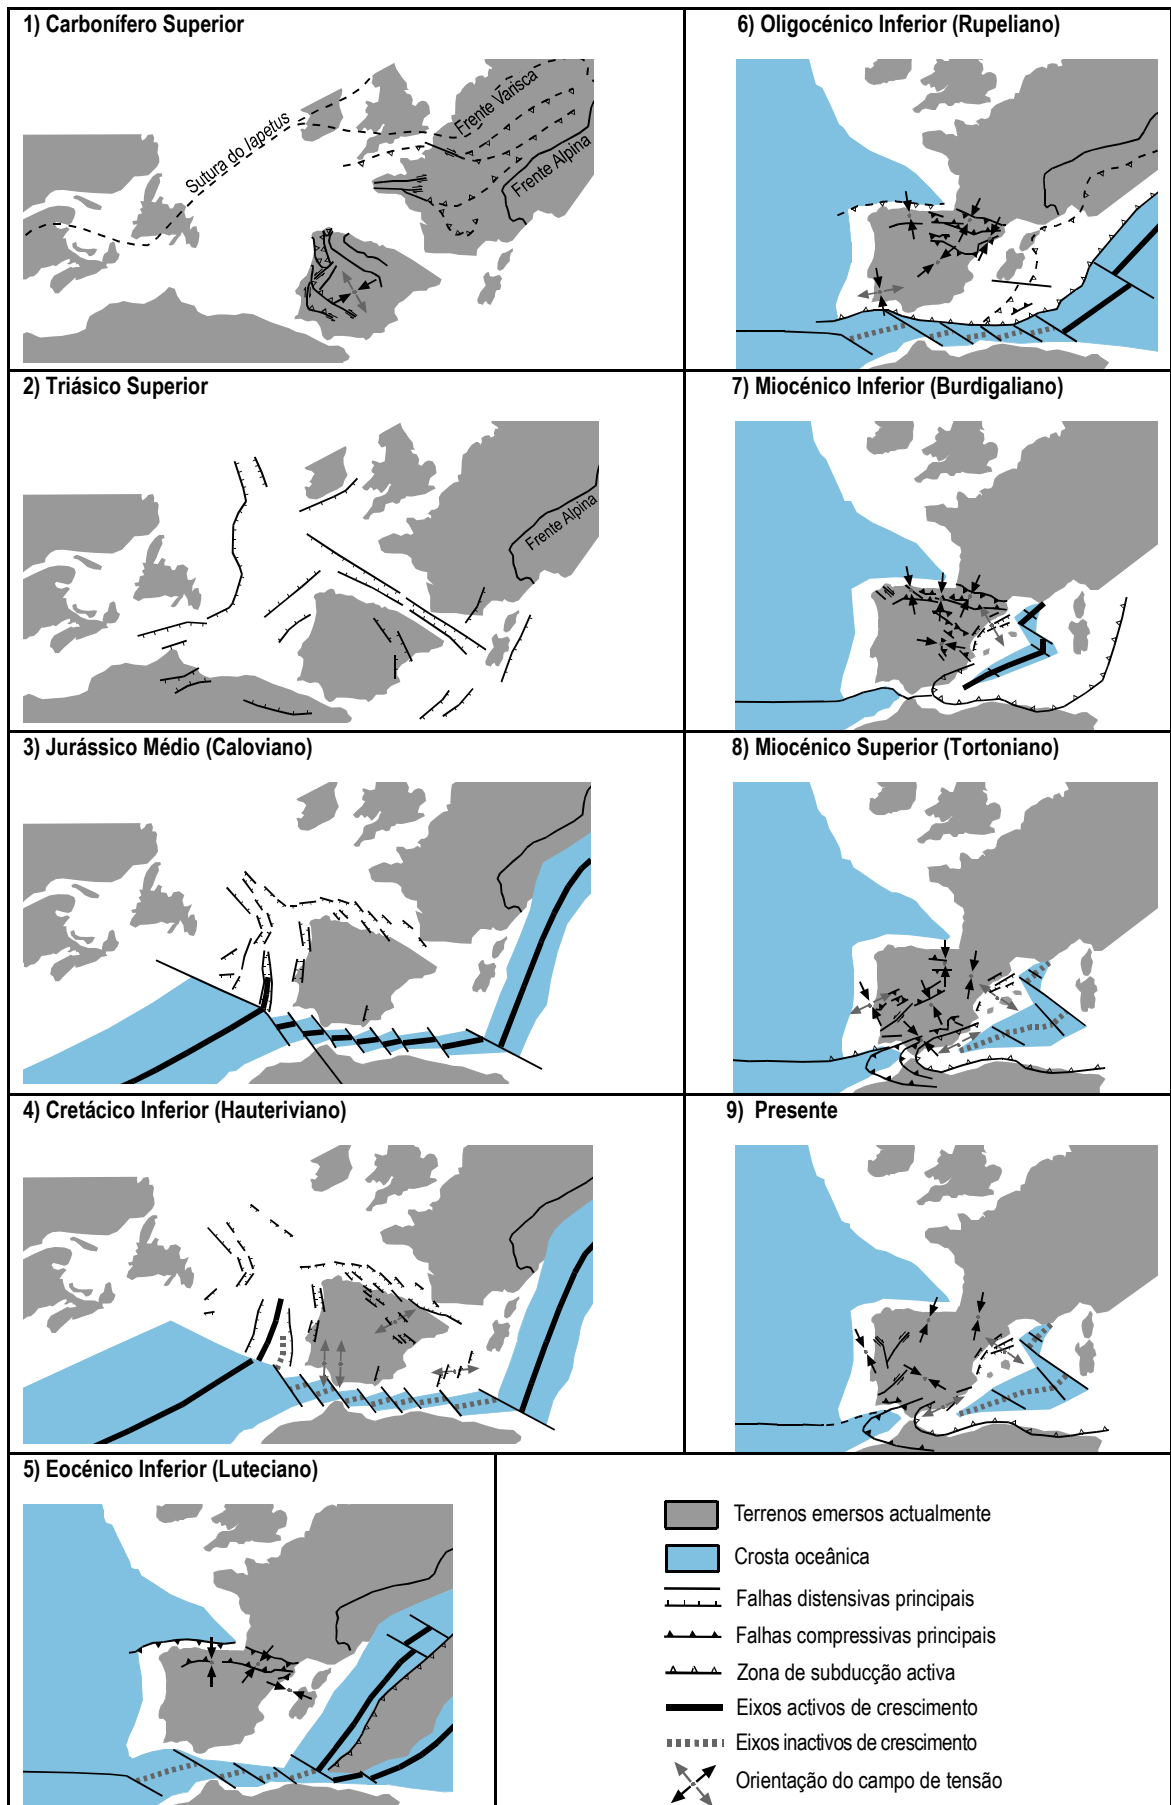 1) Carbonífero Superior
Sutura do Iapetus
Frente Varisca
Frente Alpina
2) Triásico Superior
Frente Alpina
3) Jurássico Médio (Caloviano)
4) Cretácico Inferior (Hauteriviano)
5) Eocénico Inferior (Luteciano)
6) Oligocénico Inferior (Rupeliano)
7) Miocénico Inferior (Burdigaliano)
8) Miocénico Superior (Tortoniano)
9) Presente
Terrenos emersos actualmente
Crosta oceânica
Falhas distensivas principais
Falhas compressivas principais
Zona de subducção activa
Eixos activos de crescimento
Eixos inactivos de crescimento
Orientação do campo de tensão